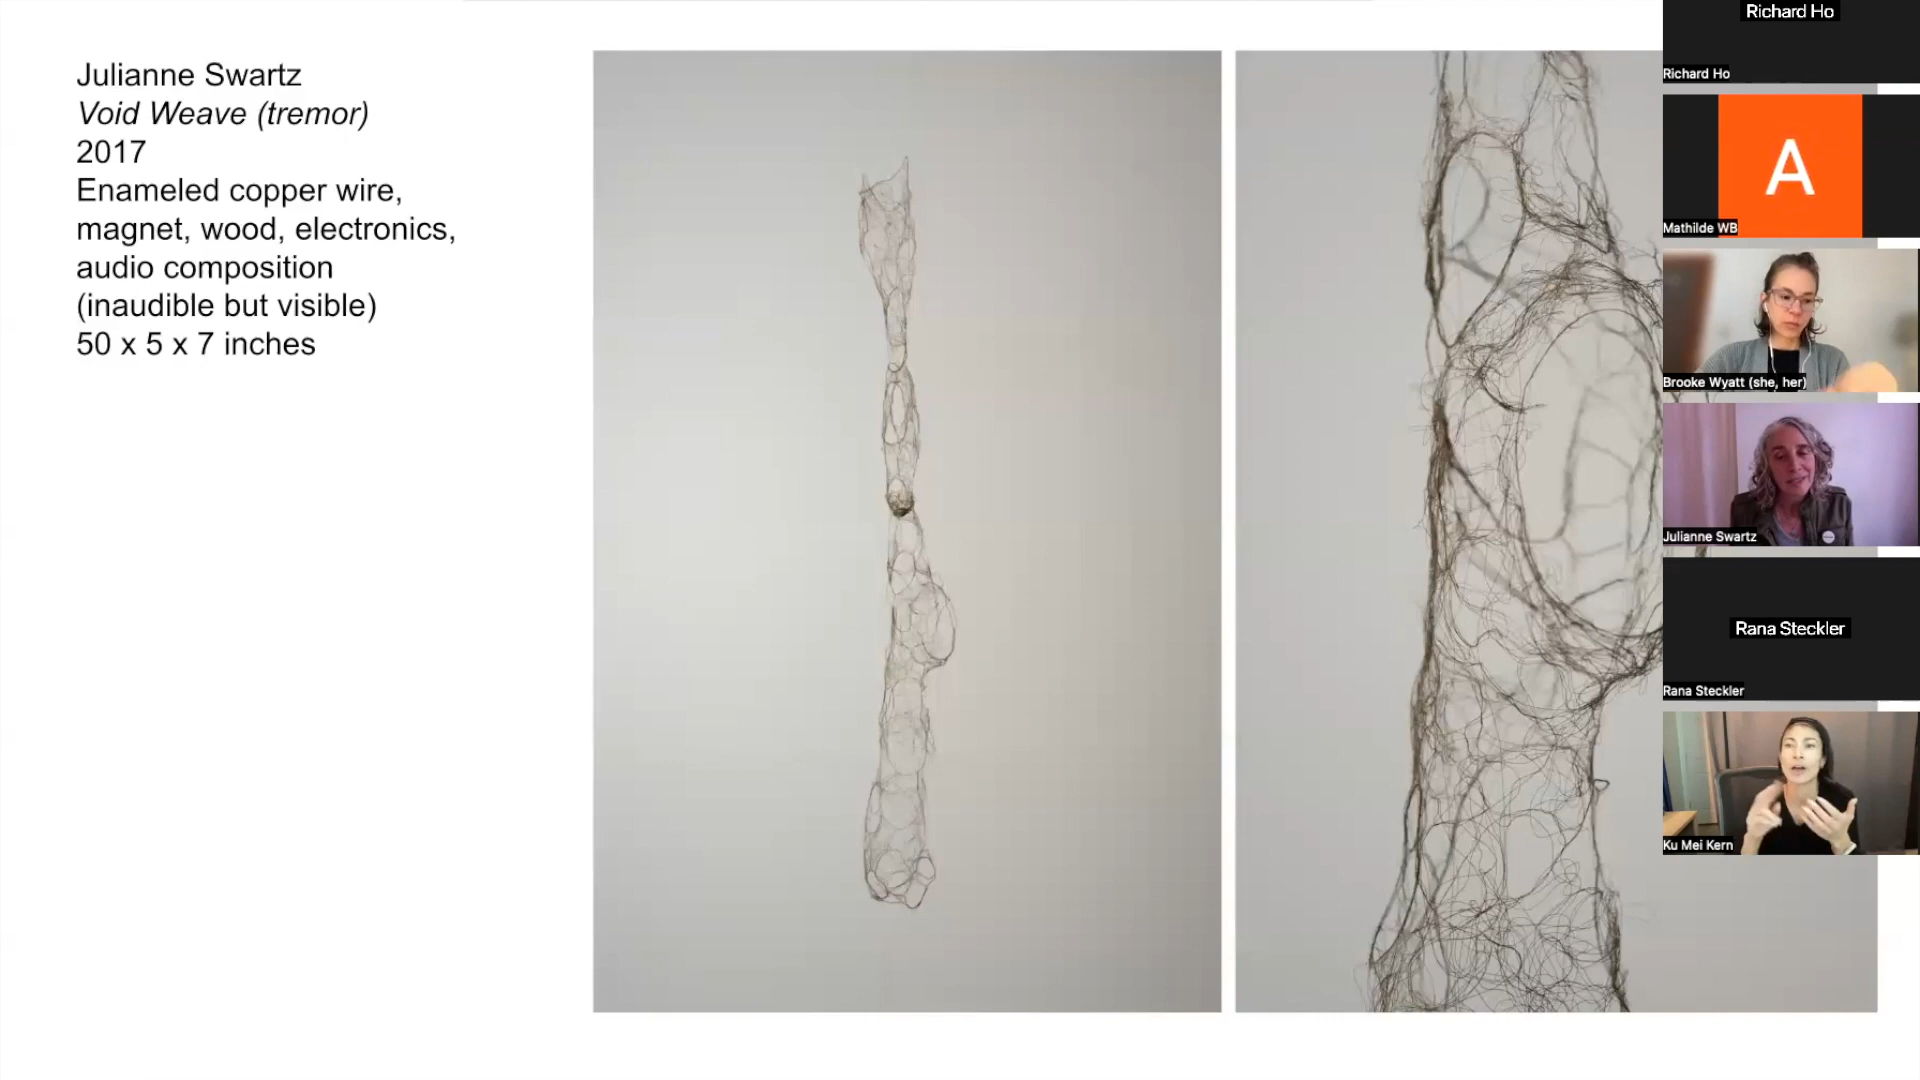 Julianne Swartz
Void Weave (tremor)
2017
Enameled copper wire,
magnet, wood, electronics,
audio composition
(inaudible but visible)
50 x 5 x 7 inches
Richard Ho
Richard Ho
A
Mathilde WB
Brooke Wyatt (she, her)
Julianne Swartz
Rana Steckler
Rana Steckler
Ku Mei Kern